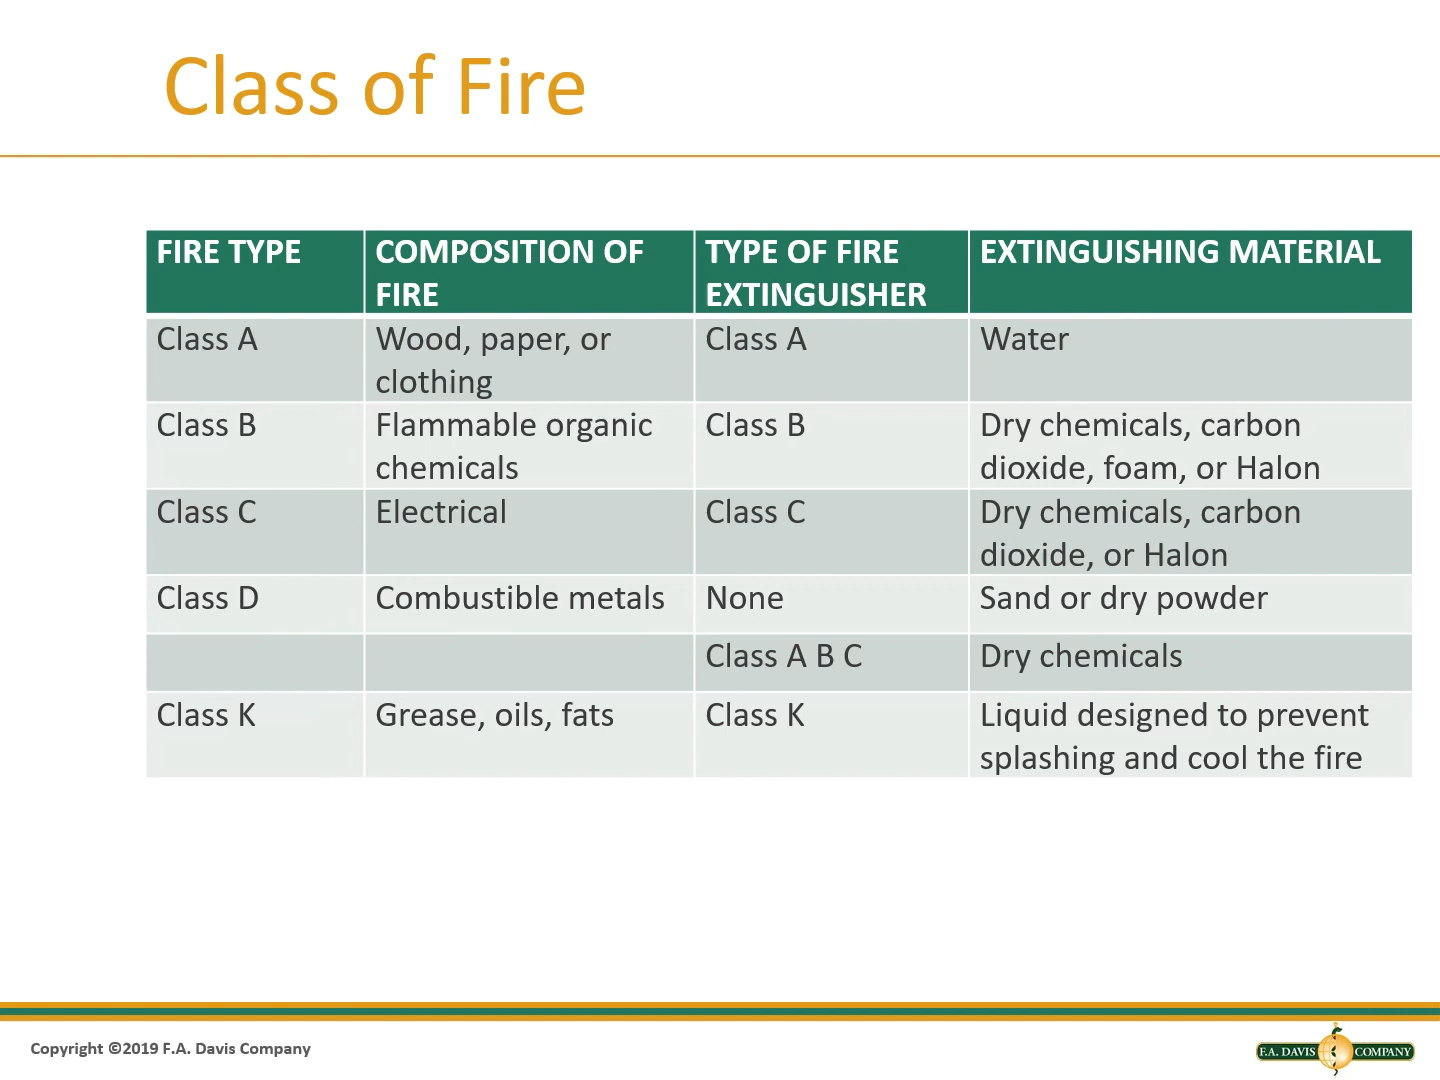 Class of Fire
FIRE TYPE
COMPOSITION OF
FIRE
TYPE OF FIRE
EXTINGUISHER
EXTINGUISHING MATERIAL
Class A
Wood, paper, or
clothing
Class A
Water
Class B
Flammable organic
chemicals
Class B
Dry chemicals, carbon
dioxide, foam, or Halon
Class C
Electrical
Class C
Dry chemicals, carbon
dioxide, or Halon
Class D
Combustible metals
None
Sand or dry powder
Class A B C
Dry chemicals
Class K
Grease, oils, fats
Class K
Liquid designed to prevent
splashing and cool the fire
Copyright ©2019 F.A. Davis Company
F.A. DAVIS COMPANY